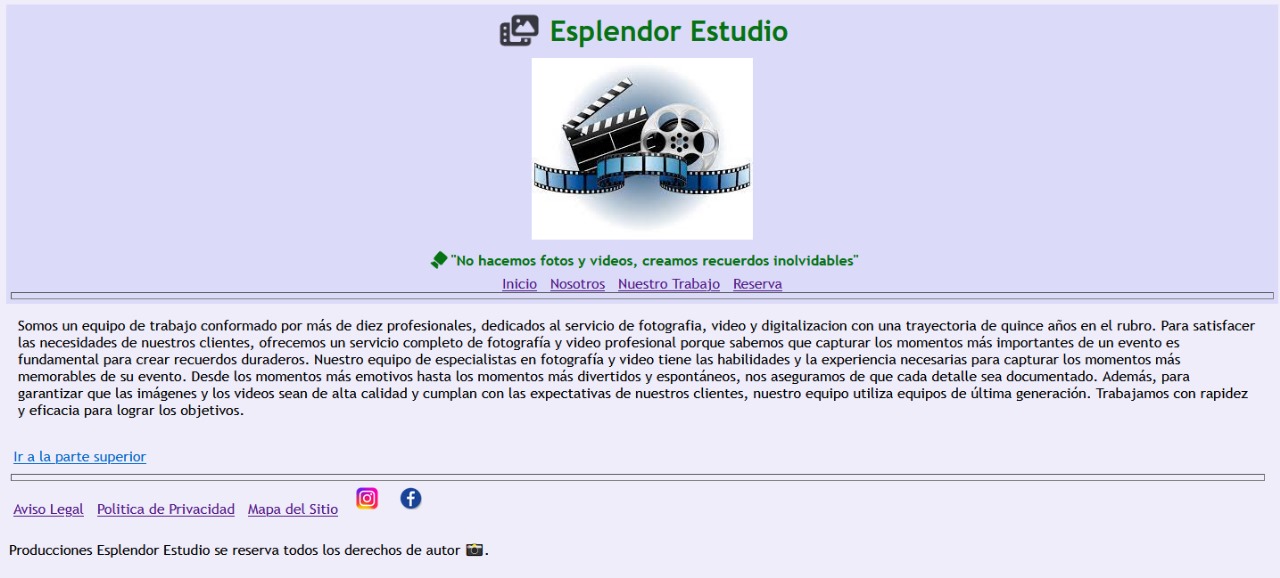 Esplendor Estudio
"No hacemos fotos y videos, creamos recuerdos inolvidables"
Inicio Nosotros Nuestro Trabajo Reserva
Somos un equipo de trabajo conformado por más de diez profesionales, dedicados al servicio de fotografia, video y digitalizacion con una trayectoria de quince años en el rubro. Para satisfacer
las necesidades de nuestros clientes, ofrecemos un servicio completo de fotografía y video profesional porque sabemos que capturar los momentos más importantes de un evento es
fundamental para crear recuerdos duraderos. Nuestro equipo de especialistas en fotografía y video tiene las habilidades y la experiencia necesarias para capturar los momentos más
memorables de su evento. Desde los momentos más emotivos hasta los momentos más divertidos y espontáneos, nos aseguramos de que cada detalle sea documentado. Además, para
garantizar que las imágenes y los videos sean de alta calidad y cumplan con las expectativas de nuestros clientes, nuestro equipo utiliza equipos de última generación. Trabajamos con rapidez
y eficacia para lograr los objetivos.
Ir a la parte superior
Aviso Legal Politica de Privacidad Mapa del Sitio
Producciones Esplendor Estudio se reserva todos los derechos de autor 📷.